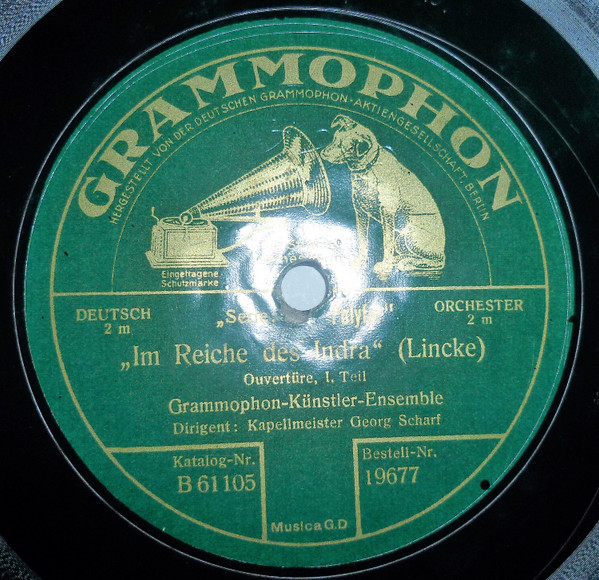 GRAMMOPHON
HERGESTELLT VON DER DEUTSCHEN GRAMMOPHON-AKTIENGESELLSCHAFT, BERLIN
Eingetragene
Schutzmarke
DEUTSCH
2 m
ORCHESTER
2 m
„Im Reiche des Indra“ (Lincke)
Ouvertüre, I. Teil
Grammophon-Künstler-Ensemble
Dirigent: Kapellmeister Georg Scharf
Katalog-Nr.
B 61105
Bestell-Nr.
19677
Musica G.D